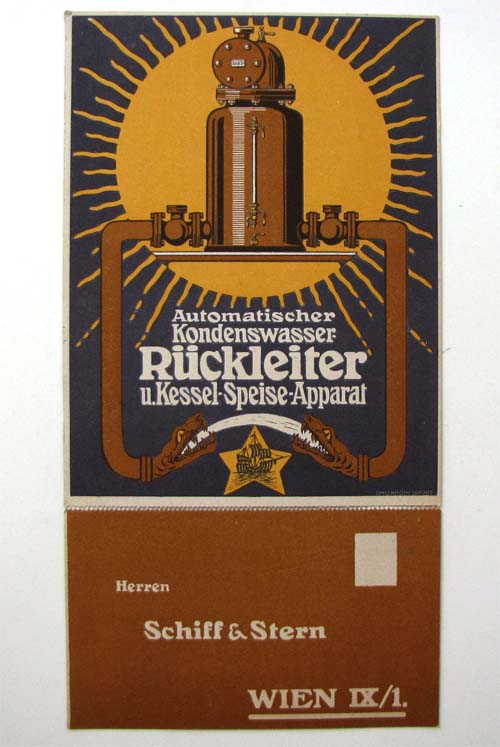 Automatischer
Kondenswasser-
Rückleiter
u. Kessel-Speise-Apparat
Herren
Schiff & Stern
WIEN IX/1.